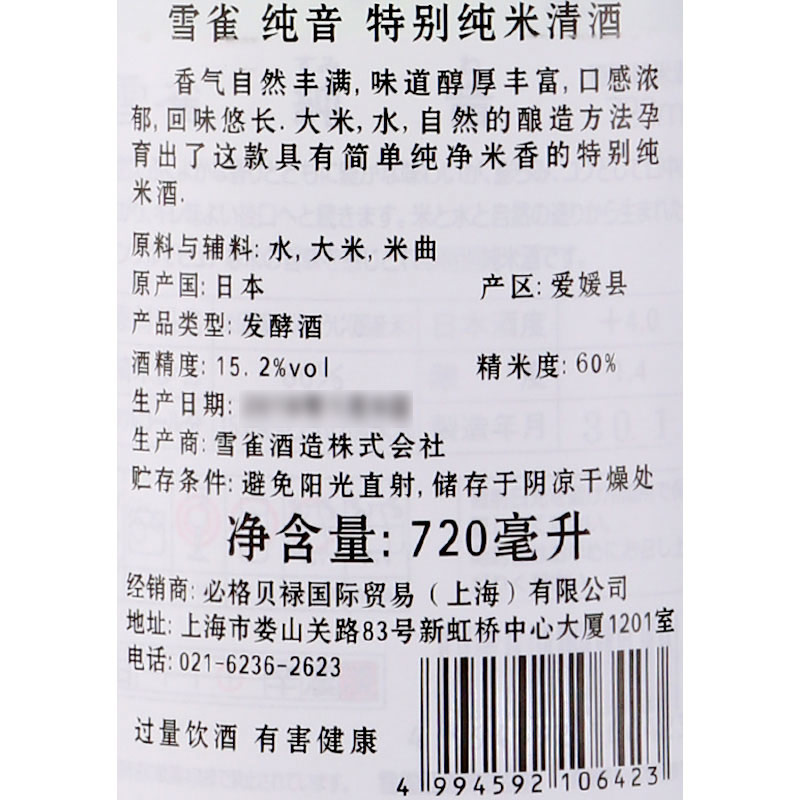 雪雀 纯音 特别纯米清酒
香气自然丰满,味道醇厚丰富,口感浓
郁,回味悠长.大米,水,自然的酿造方法孕
育出了这款具有简单纯净米香的特别纯
米酒.
原料与辅料:水,大米,米曲
原产国:日本 产区:爱媛县
产品类型:发酵酒
酒精度:15.2%vol 精米度:60%
生产日期:
生产商:雪雀酒造株式会社
贮存条件:避免阳光直射,储存于阴凉干燥处
净含量:720毫升
经销商:必格贝禄国际贸易(上海)有限公司
地址:上海市娄山关路83号新虹桥中心大厦1201室
电话:021-6236-2623
过量饮酒 有害健康
4 994592 106423